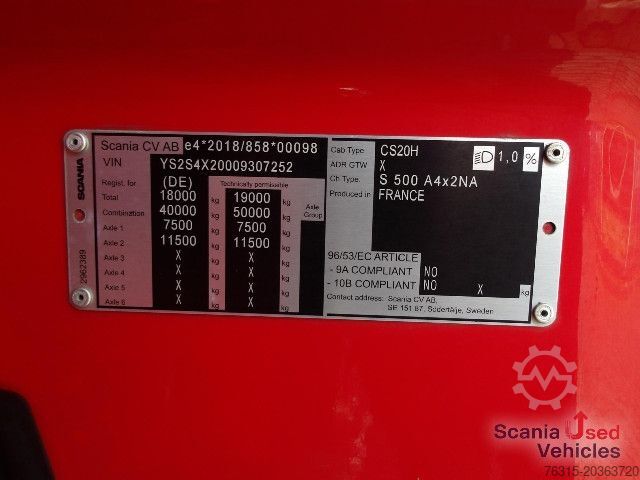 Scania CV AB e4*2018/858*00098
VIN YS2S4X20009307252
Regist. for (DE) Technically permissible
Total 18000 kg 19000 kg Axle Group
Combination 40000 kg 50000 kg
Axle 1 7500 kg 7500 kg
Axle 2 11500 kg 11500 kg
Axle 3 X kg X kg
Axle 4 X kg X kg
Axle 5 X kg X kg
Axle 6 X kg X kg
SCANIA
2962389
Cab Type CS20H 1,0 %
ADR GTW X
Ch Type. S 500 A4x2NA
Produced in FRANCE
96/53/EC ARTICLE
- 9A COMPLIANT NO
- 10B COMPLIANT NO X kg
Contact address: Scania CV AB,
SE 151 87, Södertälje, Sweden
Scania Used
Vehicles
76315-20363720